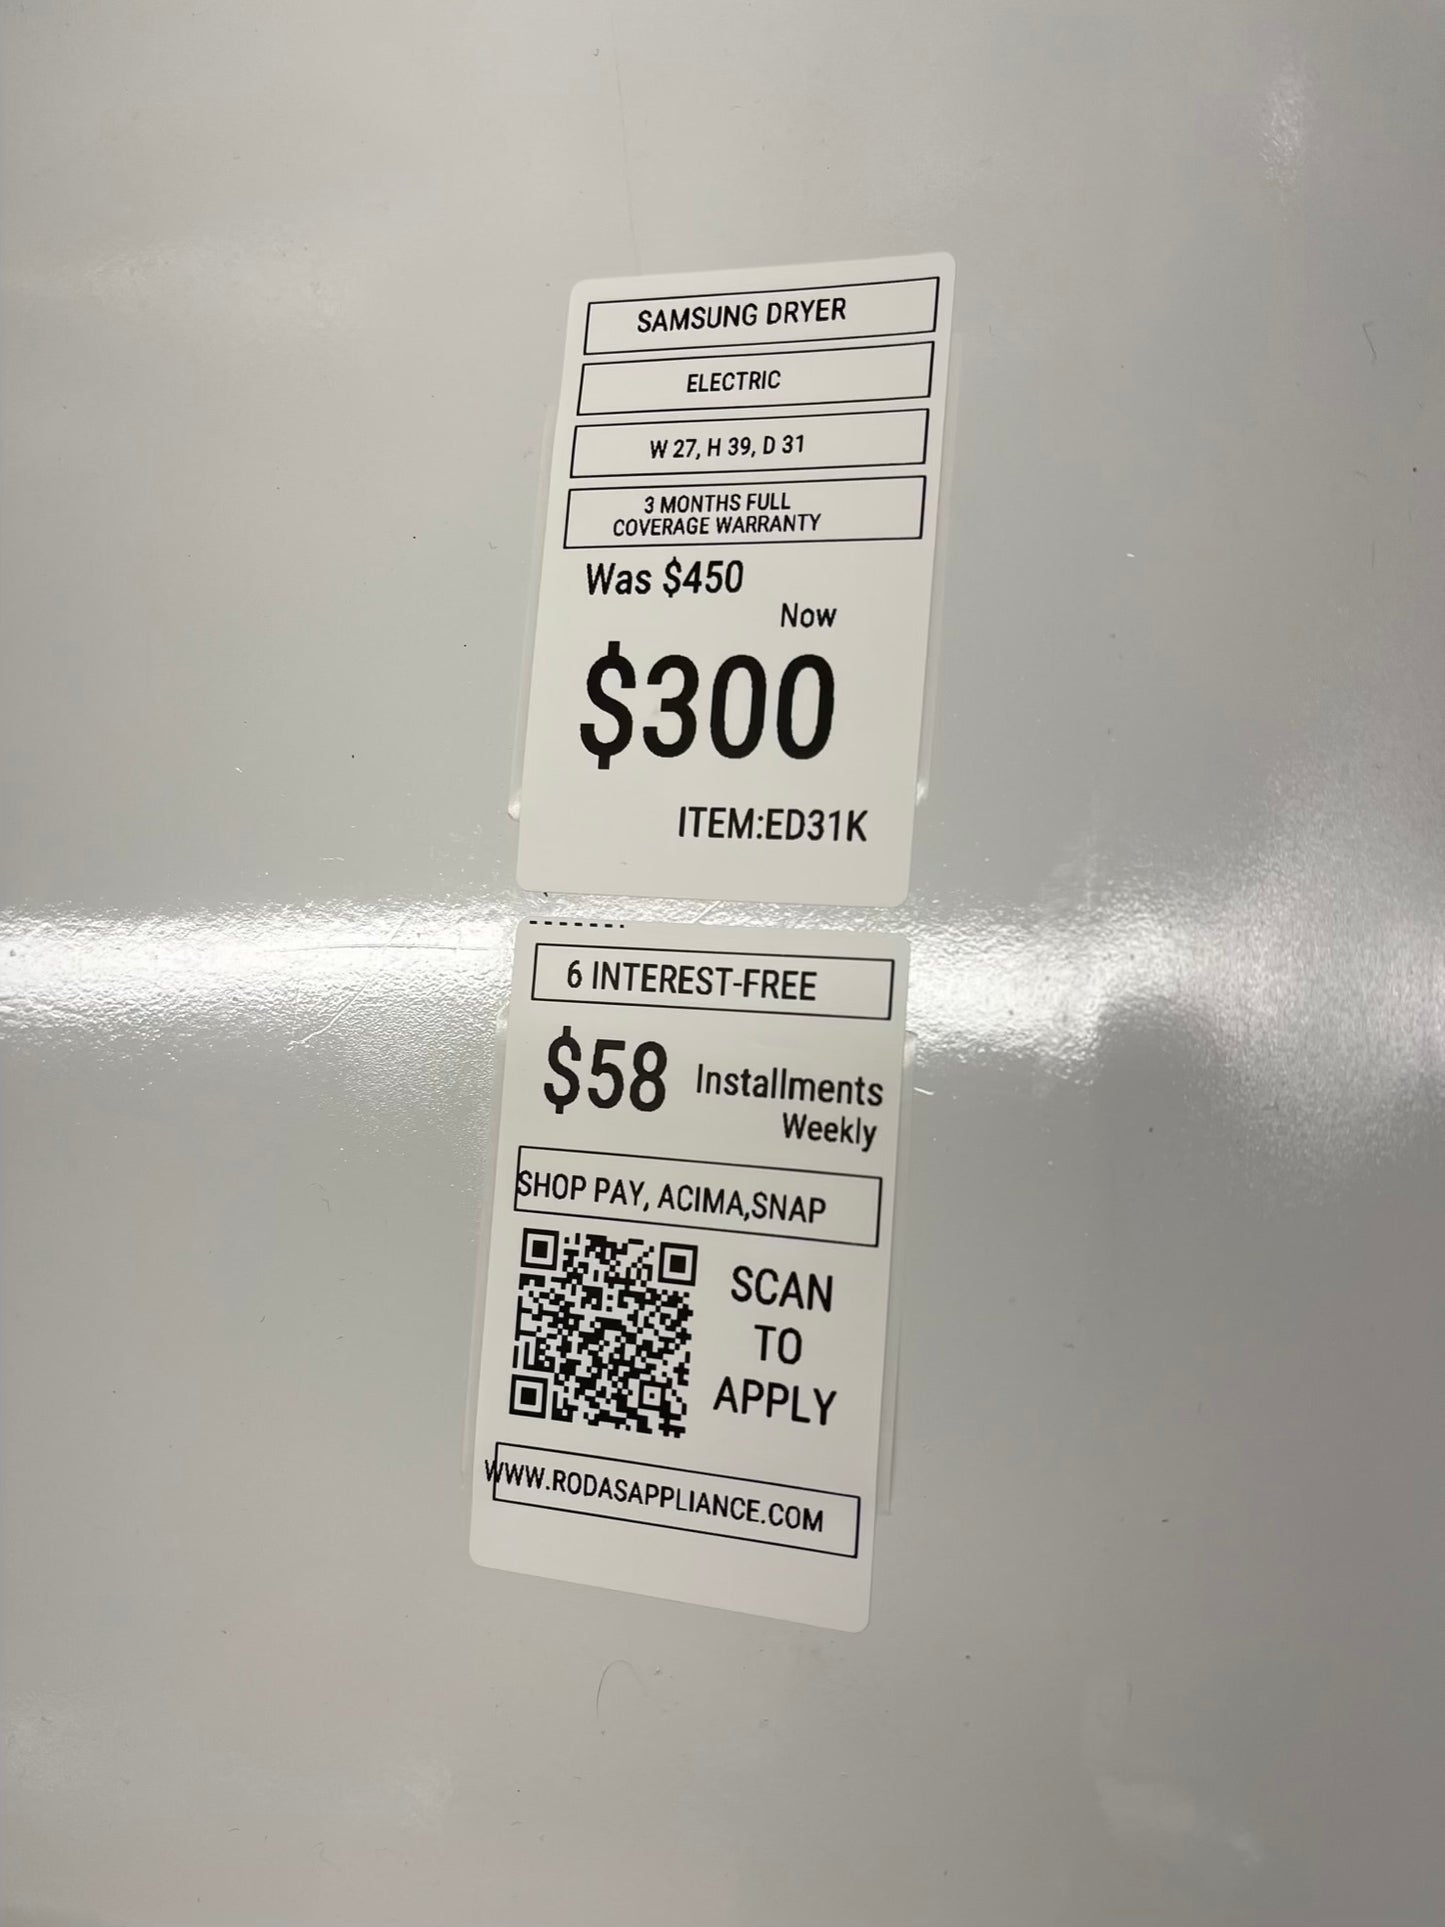 SAMSUNG DRYER
ELECTRIC
W 27, H 39, D 31
3 MONTHS FULL
COVERAGE WARRANTY
Was $450
Now
$300
ITEM:ED31K
6 INTEREST-FREE
$58 Installments
Weekly
SHOP PAY, ACIMA,SNAP
SCAN
TO
APPLY
WWW.RODASAPPLIANCE.COM